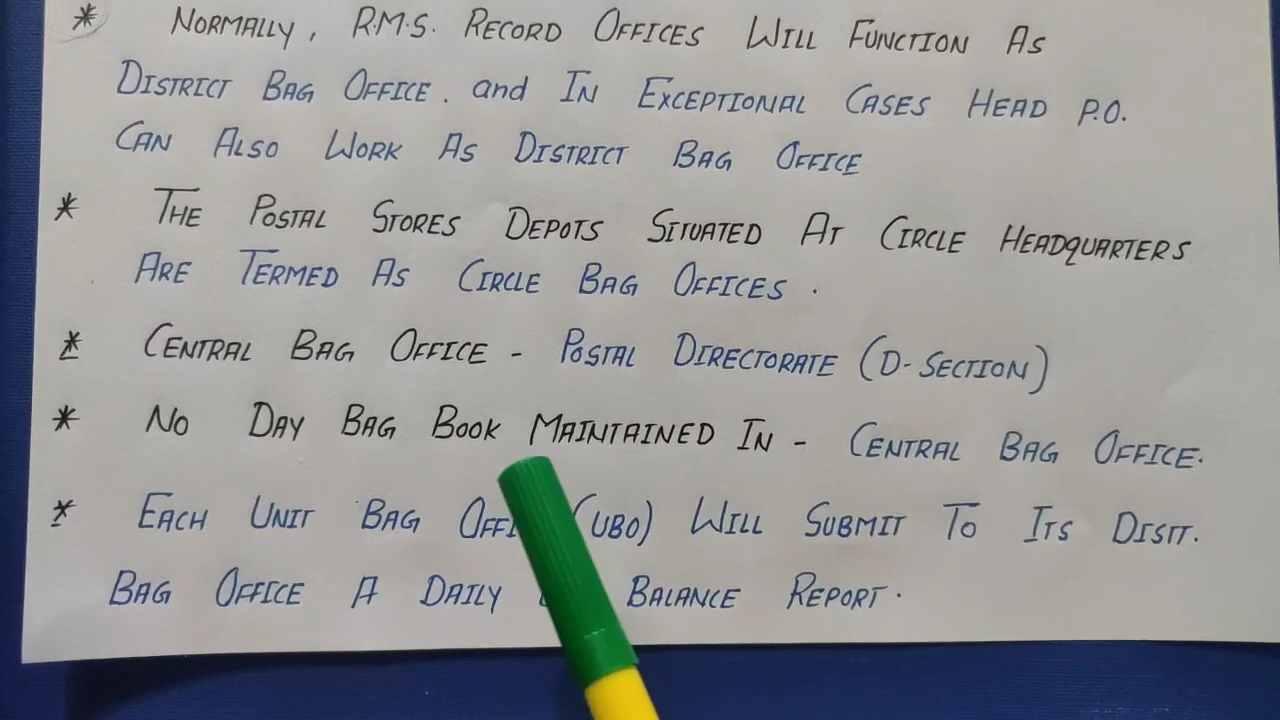 * NORMALLY, R.M.S. RECORD OFFICES WILL FUNCTION AS
DISTRICT BAG OFFICE. and IN EXCEPTIONAL CASES HEAD P.O.
CAN ALSO WORK AS DISTRICT BAG OFFICE
* THE POSTAL STORES DEPOTS SITUATED AT CIRCLE HEADQUARTERS
ARE TERMED AS CIRCLE BAG OFFICES.
* CENTRAL BAG OFFICE - POSTAL DIRECTORATE (D-SECTION)
* NO DAY BAG BOOK MAINTAINED IN - CENTRAL BAG OFFICE.
* EACH UNIT BAG OFFI (UBO) WILL SUBMIT TO ITS DISTT.
BAG OFFICE A DAILY BALANCE REPORT.